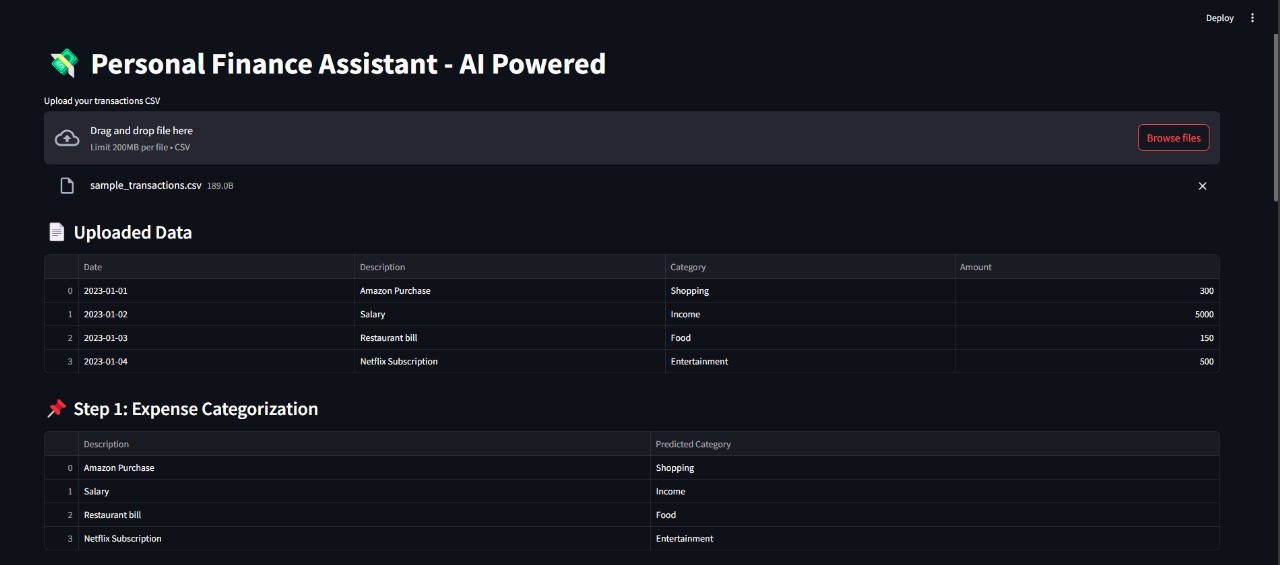 Deploy
Personal Finance Assistant - AI Powered
Upload your transactions CSV
Drag and drop file here
Limit 200MB per file • CSV
Browse files
sample_transactions.csv 189.0B
Uploaded Data
Date Description Category Amount
0 2023-01-01 Amazon Purchase Shopping 300
1 2023-01-02 Salary Income 5000
2 2023-01-03 Restaurant bill Food 150
3 2023-01-04 Netflix Subscription Entertainment 500
Step 1: Expense Categorization
Description Predicted Category
0 Amazon Purchase Shopping
1 Salary Income
2 Restaurant bill Food
3 Netflix Subscription Entertainment